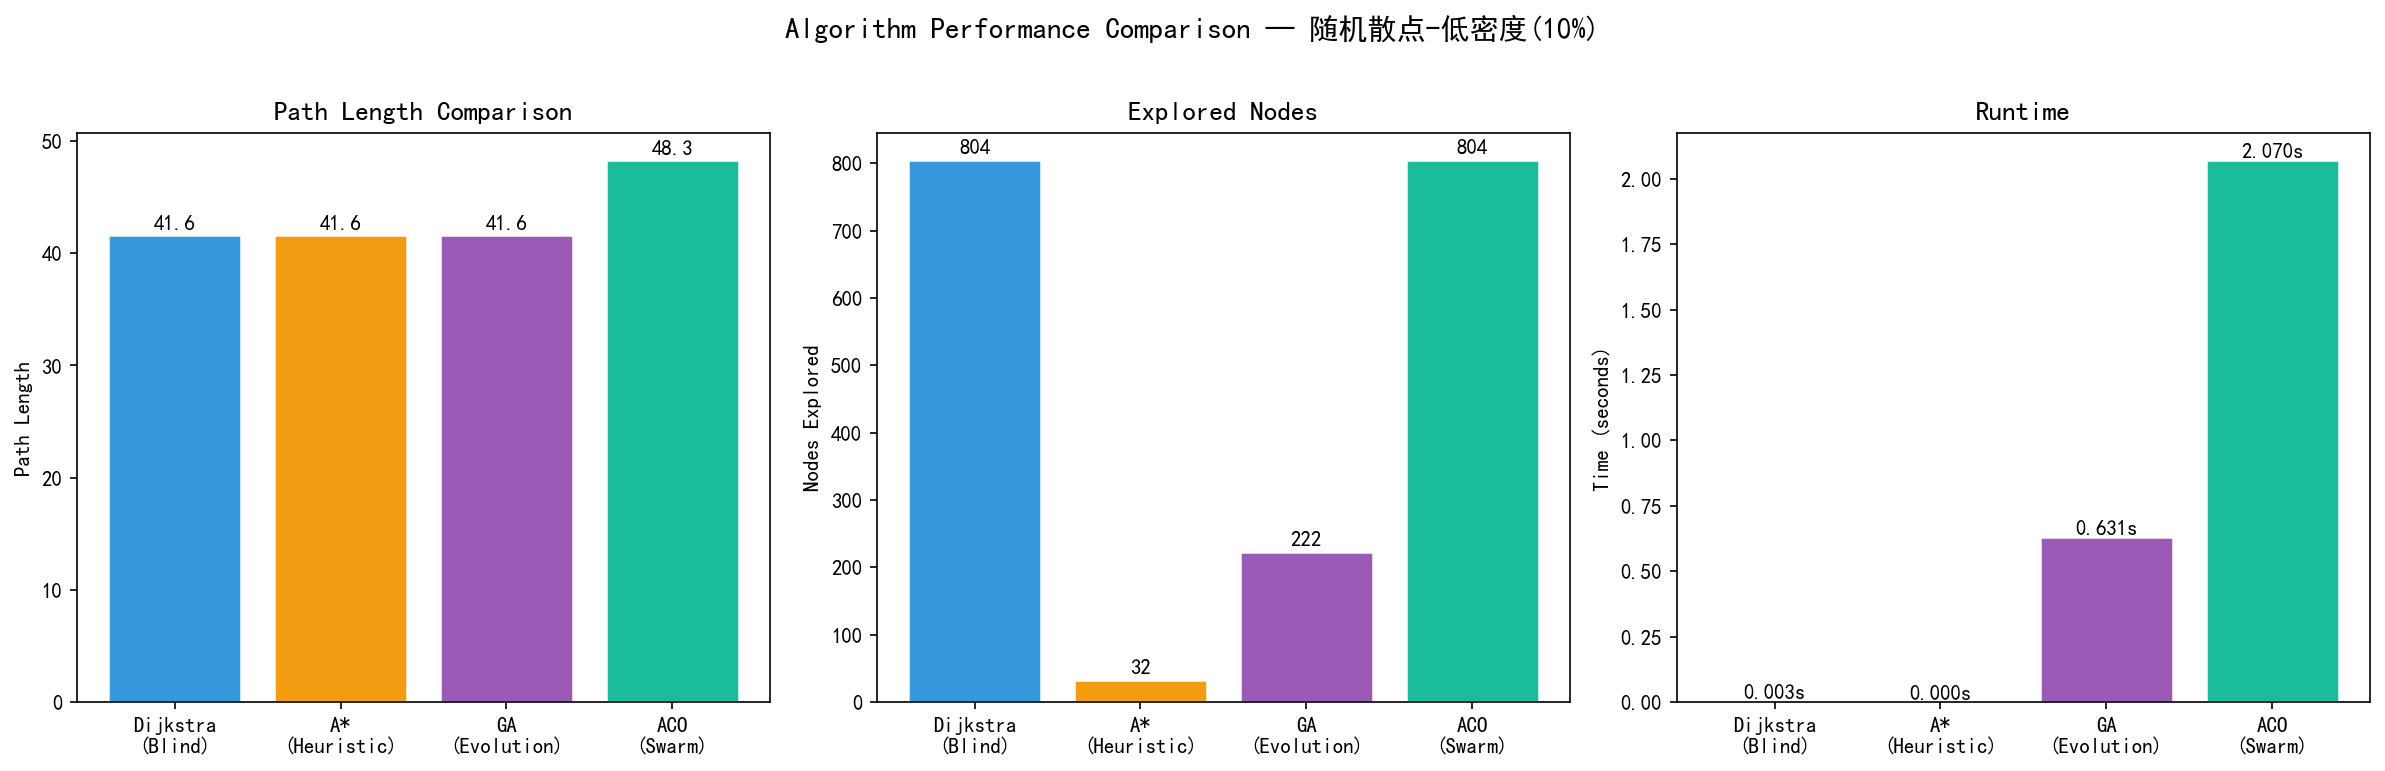 Algorithm Performance Comparison — 随机散点-低密度(10%)
Path Length Comparison
Path Length
50
40
30
20
10
0
41.6
41.6
41.6
48.3
Dijkstra
(Blind)
A*
(Heuristic)
GA
(Evolution)
ACO
(Swarm)
Explored Nodes
Nodes Explored
800
700
600
500
400
300
200
100
0
804
32
222
804
Dijkstra
(Blind)
A*
(Heuristic)
GA
(Evolution)
ACO
(Swarm)
Runtime
Time (seconds)
2.00
1.75
1.50
1.25
1.00
0.75
0.50
0.25
0.00
0.003s
0.000s
0.631s
2.070s
Dijkstra
(Blind)
A*
(Heuristic)
GA
(Evolution)
ACO
(Swarm)